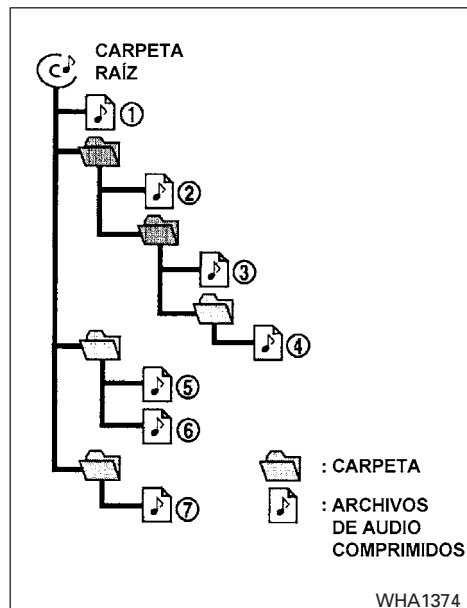 CARPETA
RAÍZ
①
②
③
④
⑤
⑥
⑦
: CARPETA
: ARCHIVOS
DE AUDIO
COMPRIMIDOS
WHA1374